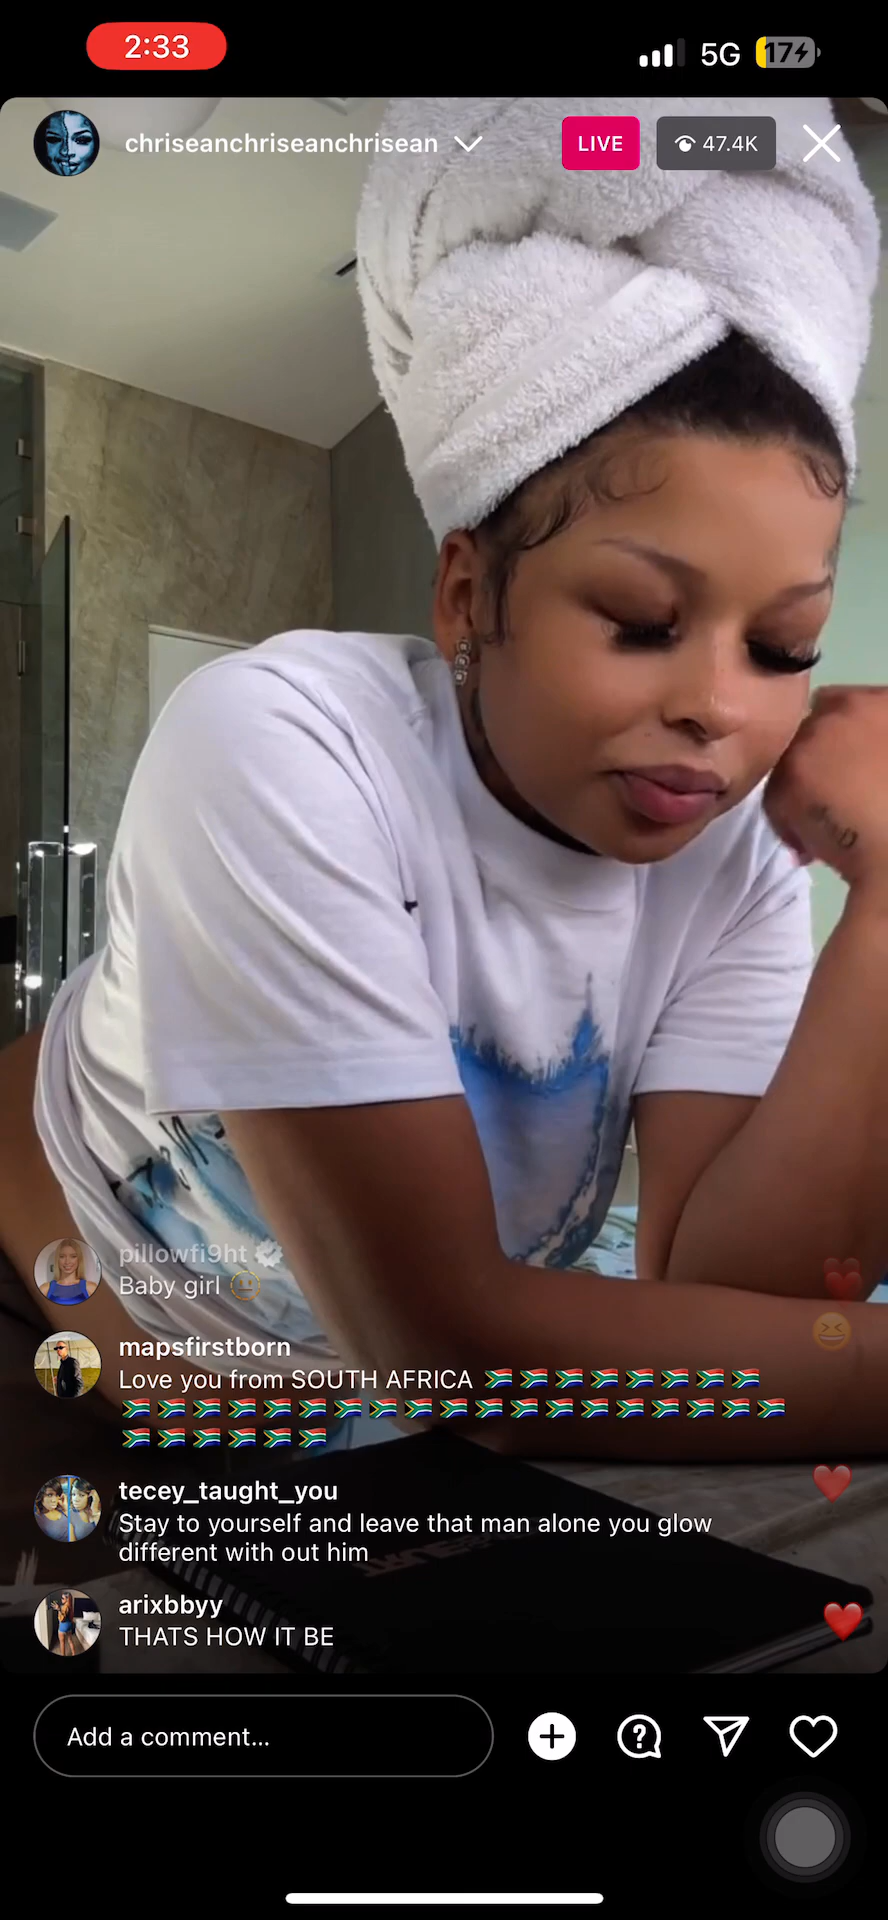 2:33
5G
17
chriseanchriseanchrisean
LIVE
47.4K
pillowfi9ht
Baby girl 😐
mapsfirstborn
Love you from SOUTH AFRICA 🇿🇦🇿🇦🇿🇦🇿🇦🇿🇦🇿🇦🇿🇦🇿🇦
🇿🇦🇿🇦🇿🇦🇿🇦🇿🇦🇿🇦🇿🇦🇿🇦🇿🇦🇿🇦🇿🇦🇿🇦🇿🇦🇿🇦🇿🇦🇿🇦🇿🇦🇿🇦🇿🇦
🇿🇦🇿🇦🇿🇦🇿🇦🇿🇦🇿🇦
tecey_taught_you
Stay to yourself and leave that man alone you glow
different with out him
arixbbyy
THATS HOW IT BE
Add a comment...